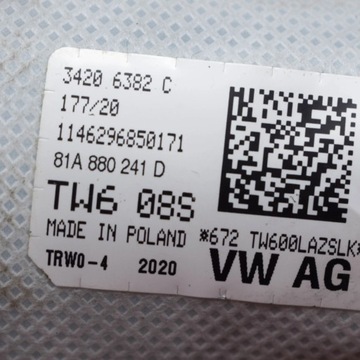 3420 6382 C
177/20
1146296850171
81A 880 241 D
TW6 08S
MADE IN POLAND *672 TW600LAZSLK*
TRW0-4 2020 VW AG